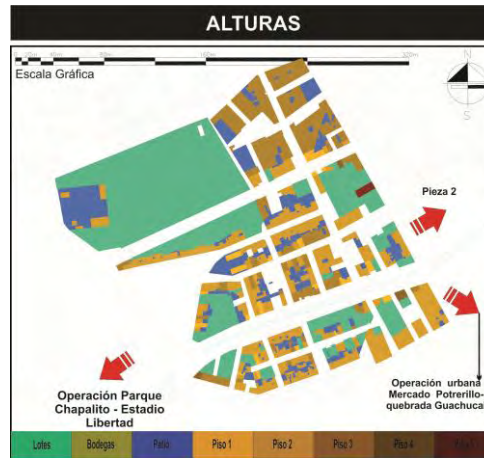 ALTURAS
Escala Gráfica
N
S
Pieza 2
Operación Parque
Chapalito - Estadio
Libertad
Operación urbana
Mercado Potrerillo-
quebrada Guachucal
Lotes
Bodegas
Patio
Piso 1
Piso 2
Piso 3
Piso 4